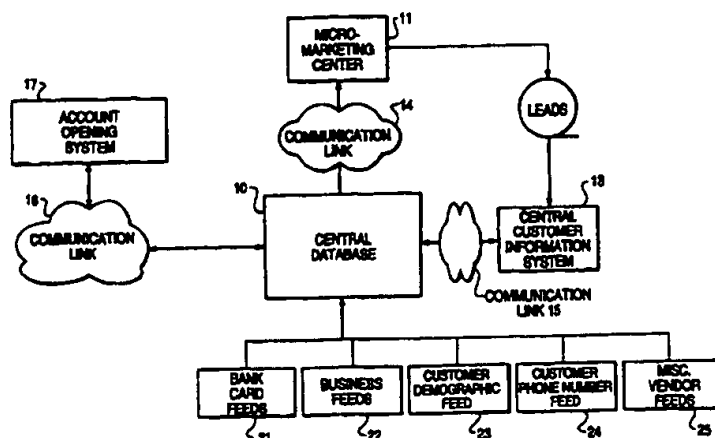 11
MICRO-
MARKETING
CENTER
17
ACCOUNT
OPENING
SYSTEM
14
COMMUNICATION
LINK
LEADS
16
COMMUNICATION
LINK
10
CENTRAL
DATABASE
13
CENTRAL
CUSTOMER
INFORMATION
SYSTEM
COMMUNICATION
LINK 15
BANK
CARD
FEEDS
BUSINESS
FEEDS
CUSTOMER
DEMOGRAPHIC
FEED
CUSTOMER
PHONE NUMBER
FEED
MISC.
VENDOR
FEEDS
21
22
23
24
25